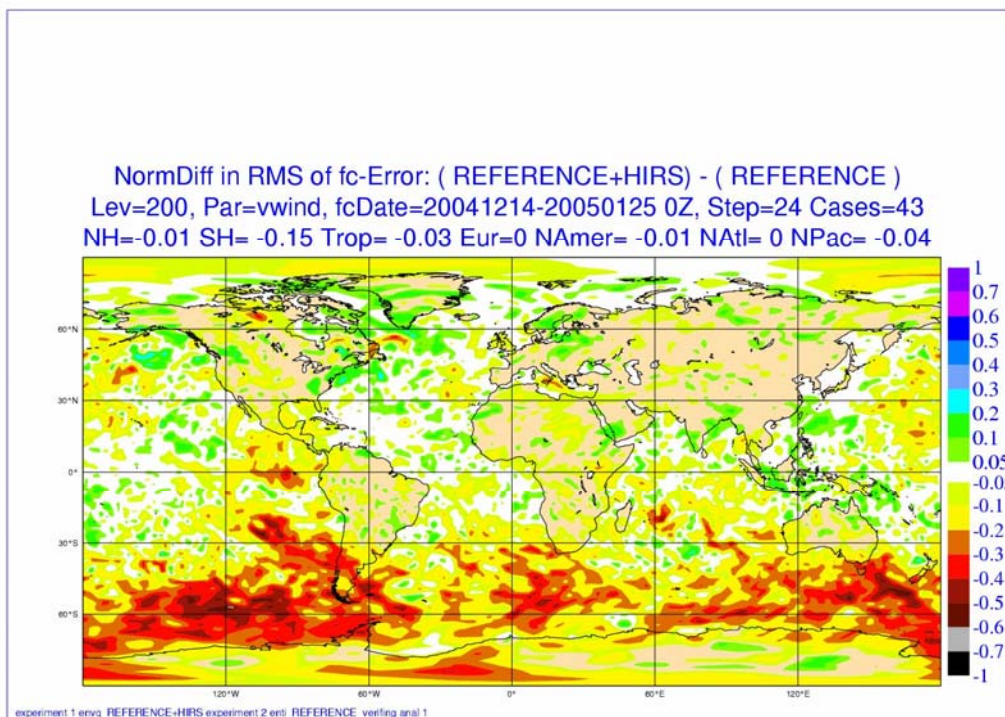 NormDiff in RMS of fc-Error: ( REFERENCE+HIRS) - ( REFERENCE )
Lev=200, Par=vwind, fcDate=20041214-20050125 0Z, Step=24 Cases=43
NH=-0.01 SH= -0.15 Trop= -0.03 Eur=0 NAmer= -0.01 NAtl= 0 NPac= -0.04
1
0.7
0.6
0.5
0.4
0.3
0.2
0.1
0.05
-0.05
-0.1
-0.2
-0.3
-0.4
-0.5
-0.6
-0.7
-1
60°N
30°N
0°
30°S
60°S
120°W
60°W
0°
60°E
120°E
experiment 1 envq REFERENCE+HIRS experiment 2 enti REFERENCE verifing anal 1